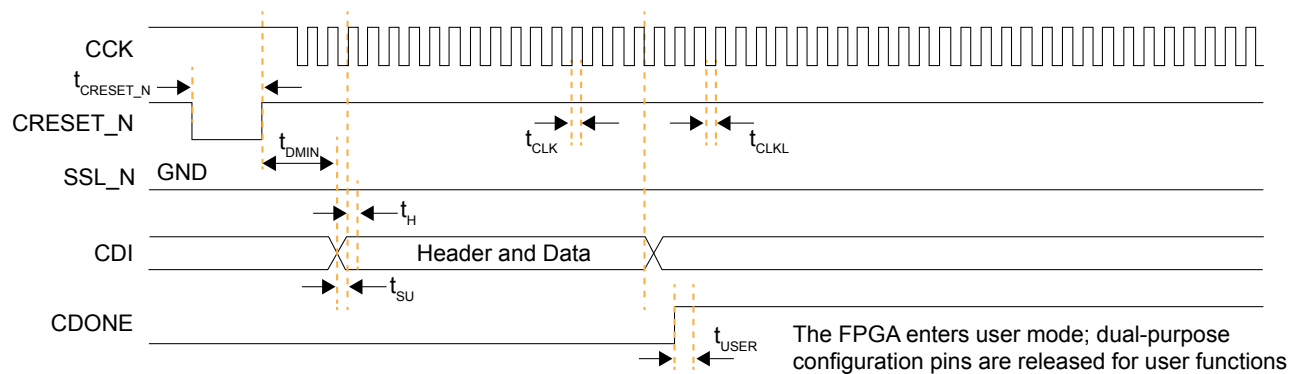 CCK
tCRESET_N
CRESET_N
tDMIN
tCLK
tCLKL
SSL_N GND
tH
CDI Header and Data
tSU
CDONE
tUSER
The FPGA enters user mode; dual-purpose
configuration pins are released for user functions